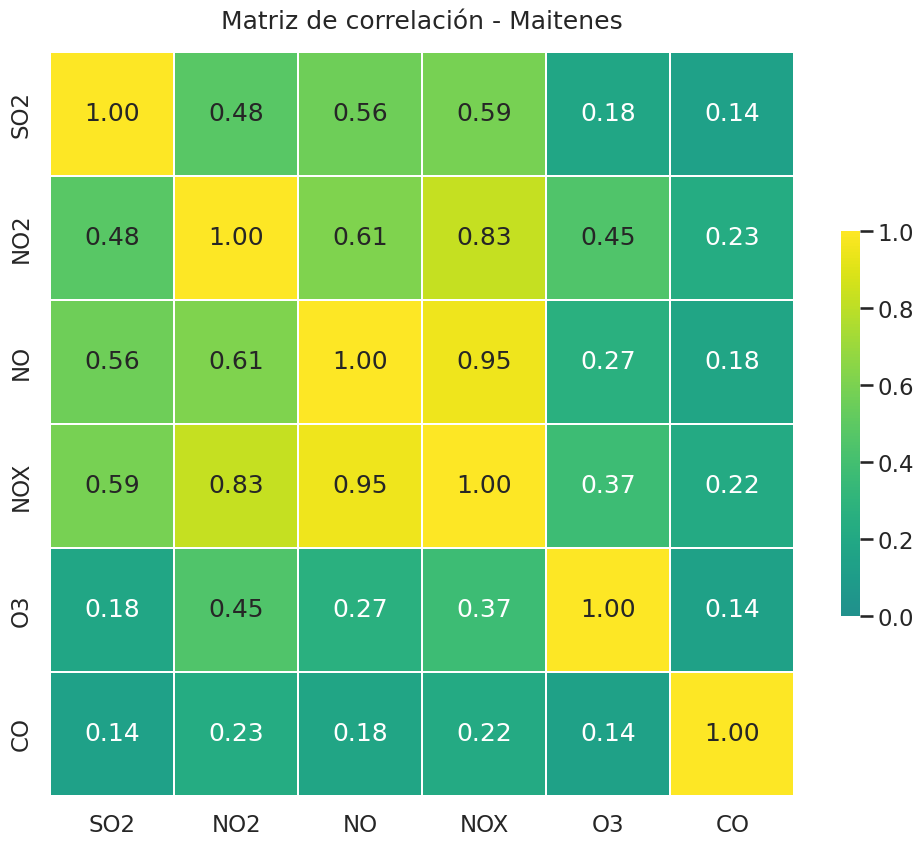 Matriz de correlación - Maitenes
SO2 1.00 0.48 0.56 0.59 0.18 0.14
NO2 0.48 1.00 0.61 0.83 0.45 0.23
NO 0.56 0.61 1.00 0.95 0.27 0.18
NOX 0.59 0.83 0.95 1.00 0.37 0.22
O3 0.18 0.45 0.27 0.37 1.00 0.14
CO 0.14 0.23 0.18 0.22 0.14 1.00
SO2 NO2 NO NOX O3 CO
1.0
0.8
0.6
0.4
0.2
0.0